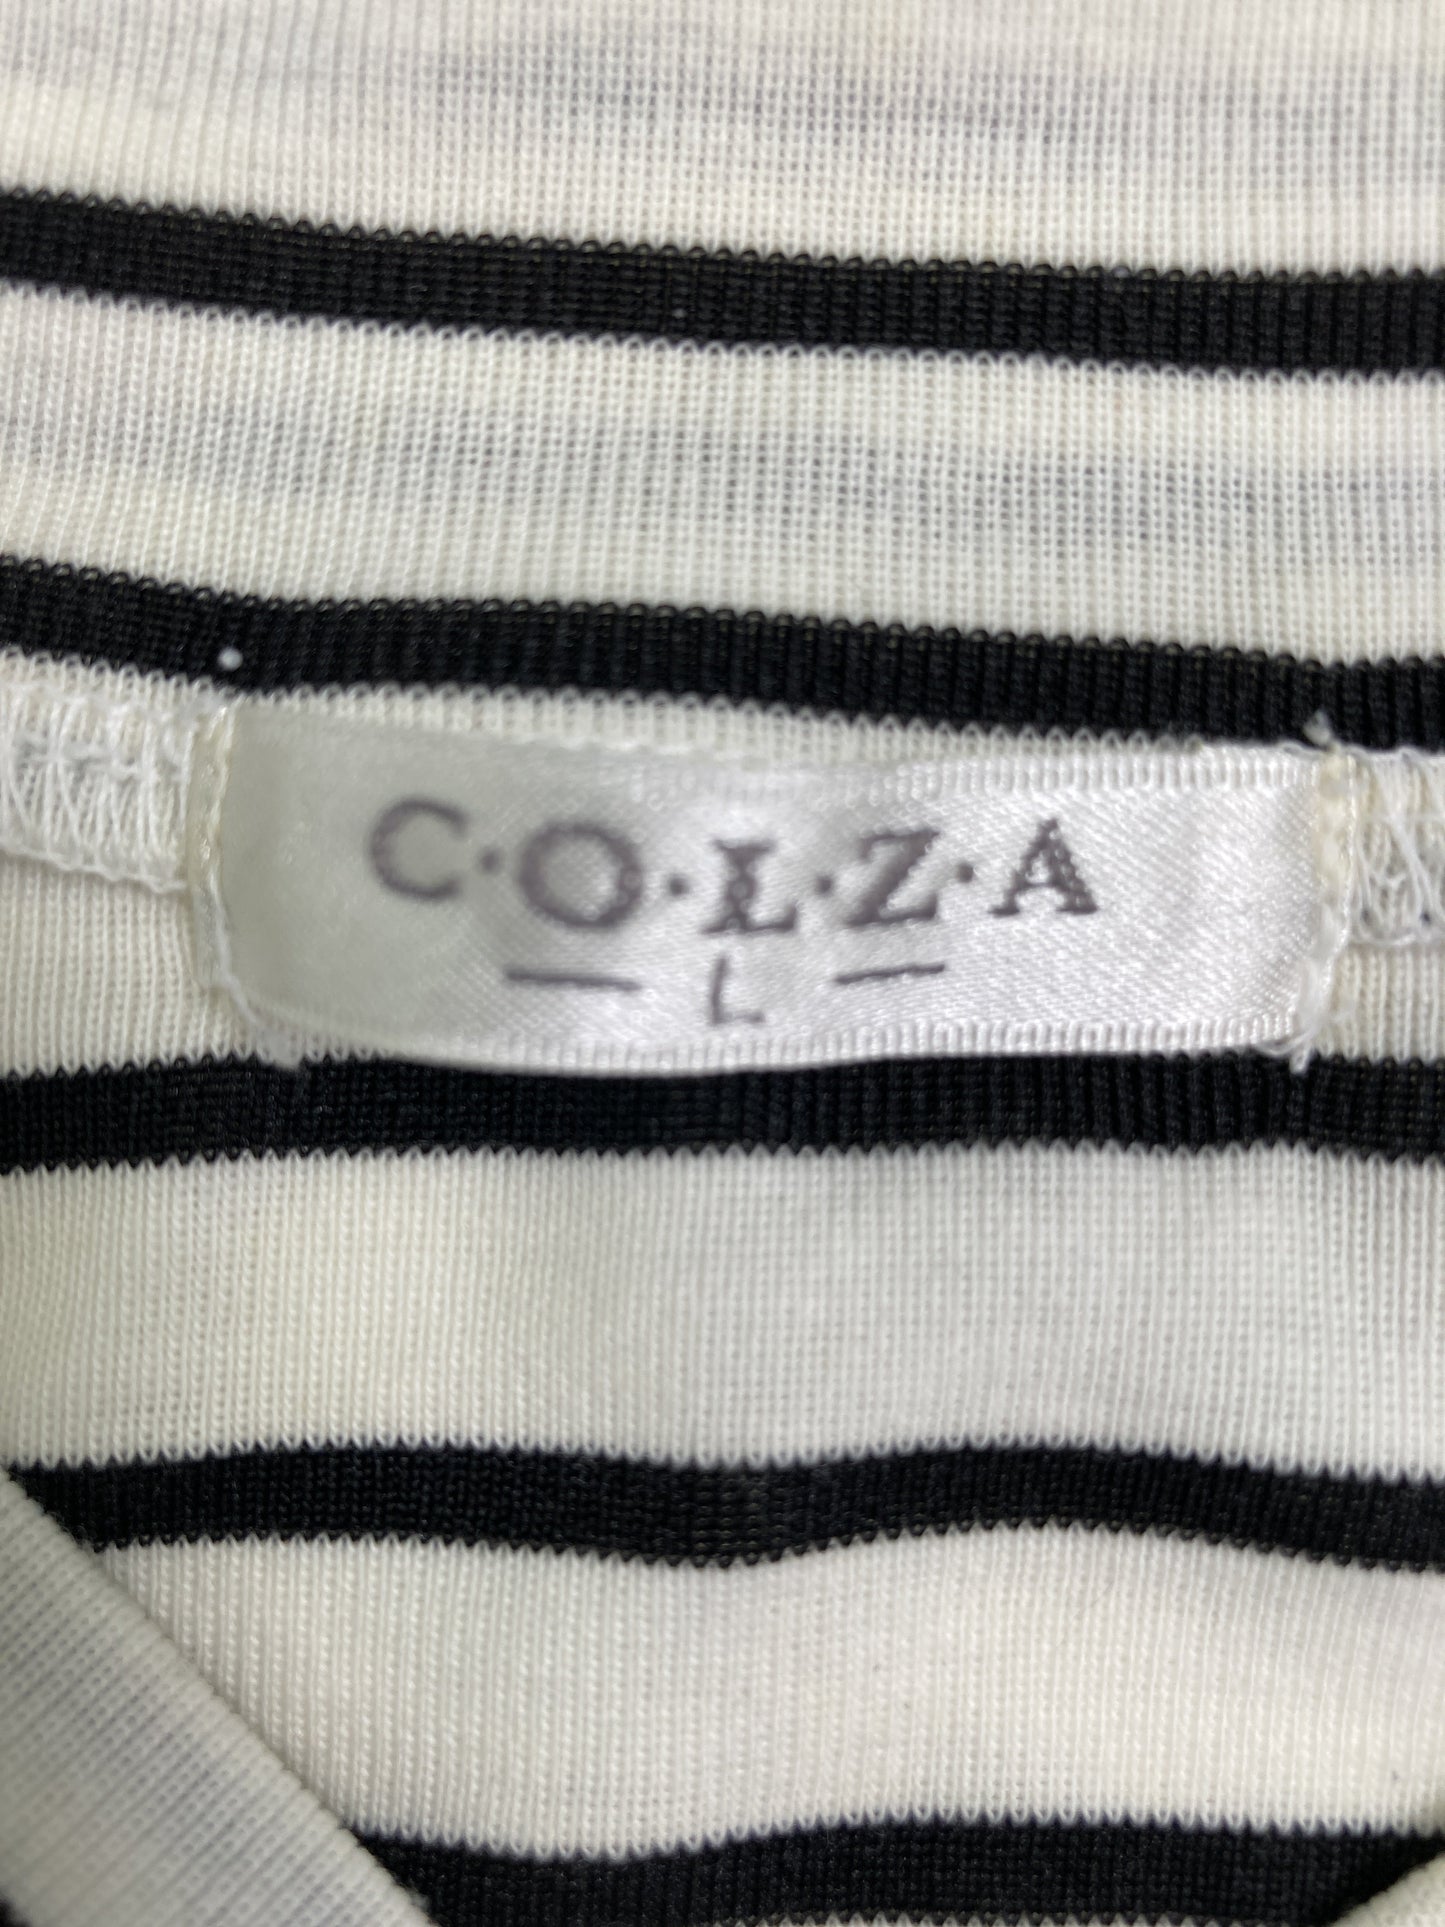 C·O·L·Z·A
— L —